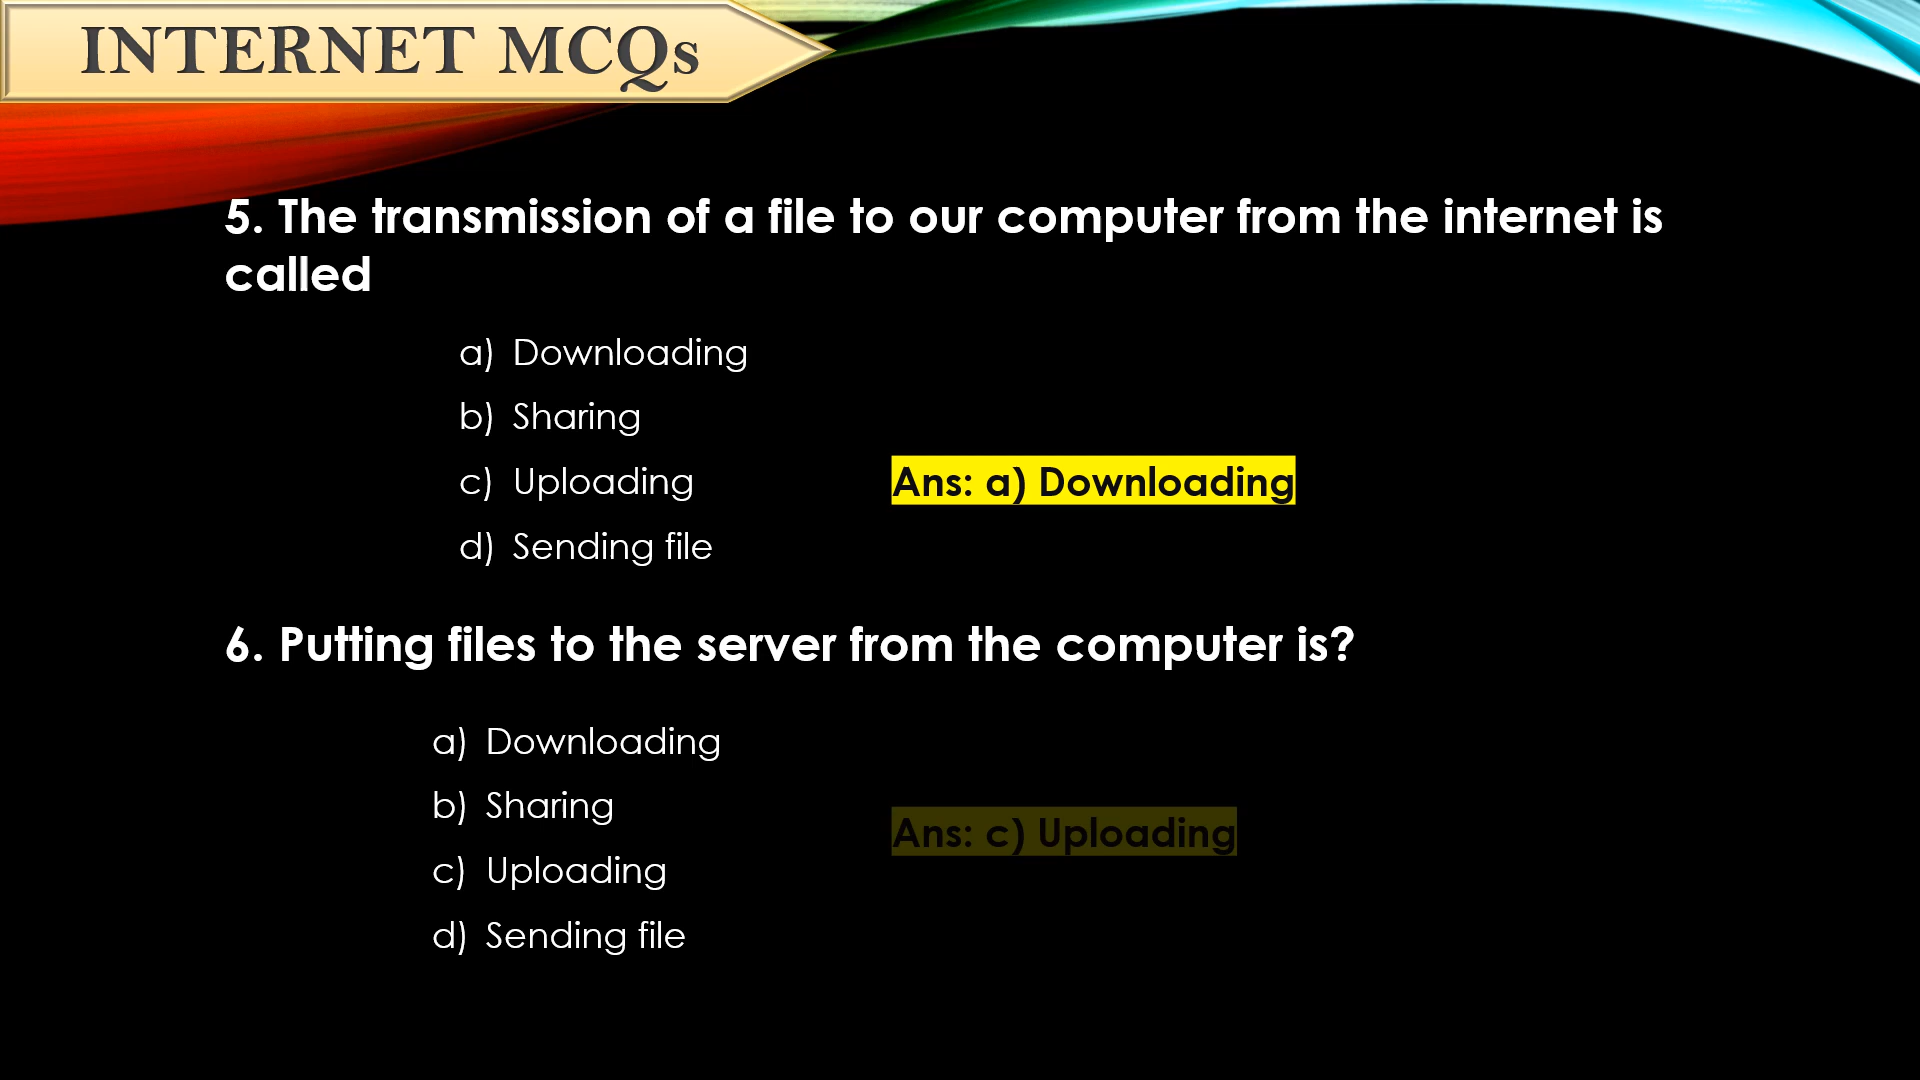 INTERNET MCQs
5. The transmission of a file to our computer from the internet is
called
a) Downloading
b) Sharing
c) Uploading
Ans: a) Downloading
d) Sending file
6. Putting files to the server from the computer is?
a) Downloading
b) Sharing
Ans: c) Uploading
c) Uploading
d) Sending file